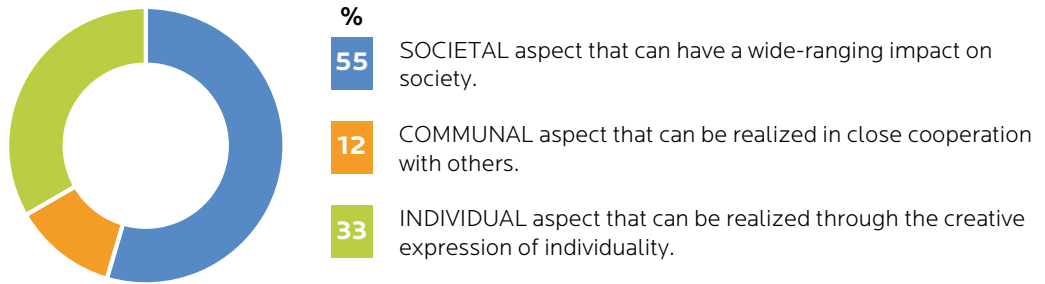 %
55
SOCIETAL aspect that can have a wide-ranging impact on
society.
12
COMMUNAL aspect that can be realized in close cooperation
with others.
33
INDIVIDUAL aspect that can be realized through the creative
expression of individuality.